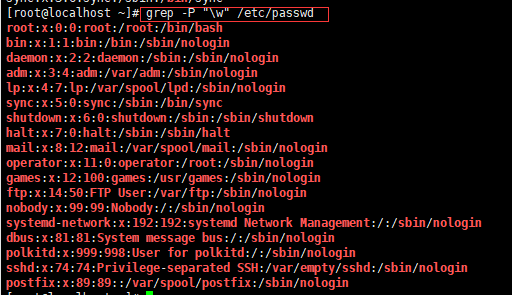 sync:x:5:0:sync:/sbin:/bin/sync
[root@localhost ~]# grep -P "\w" /etc/passwd
root:x:0:0:root:/root:/bin/bash
bin:x:1:1:bin:/bin:/sbin/nologin
daemon:x:2:2:daemon:/sbin:/sbin/nologin
adm:x:3:4:adm:/var/adm:/sbin/nologin
lp:x:4:7:lp:/var/spool/lpd:/sbin/nologin
sync:x:5:0:sync:/sbin:/bin/sync
shutdown:x:6:0:shutdown:/sbin:/sbin/shutdown
halt:x:7:0:halt:/sbin:/sbin/halt
mail:x:8:12:mail:/var/spool/mail:/sbin/nologin
operator:x:11:0:operator:/root:/sbin/nologin
games:x:12:100:games:/usr/games:/sbin/nologin
ftp:x:14:50:FTP User:/var/ftp:/sbin/nologin
nobody:x:99:99:Nobody:/:/sbin/nologin
systemd-network:x:192:192:systemd Network Management:/:/sbin/nologin
dbus:x:81:81:System message bus:/:/sbin/nologin
polkitd:x:999:998:User for polkitd:/:/sbin/nologin
sshd:x:74:74:Privilege-separated SSH:/var/empty/sshd:/sbin/nologin
postfix:x:89:89::/var/spool/postfix:/sbin/nologin
[root@localhost ~]#